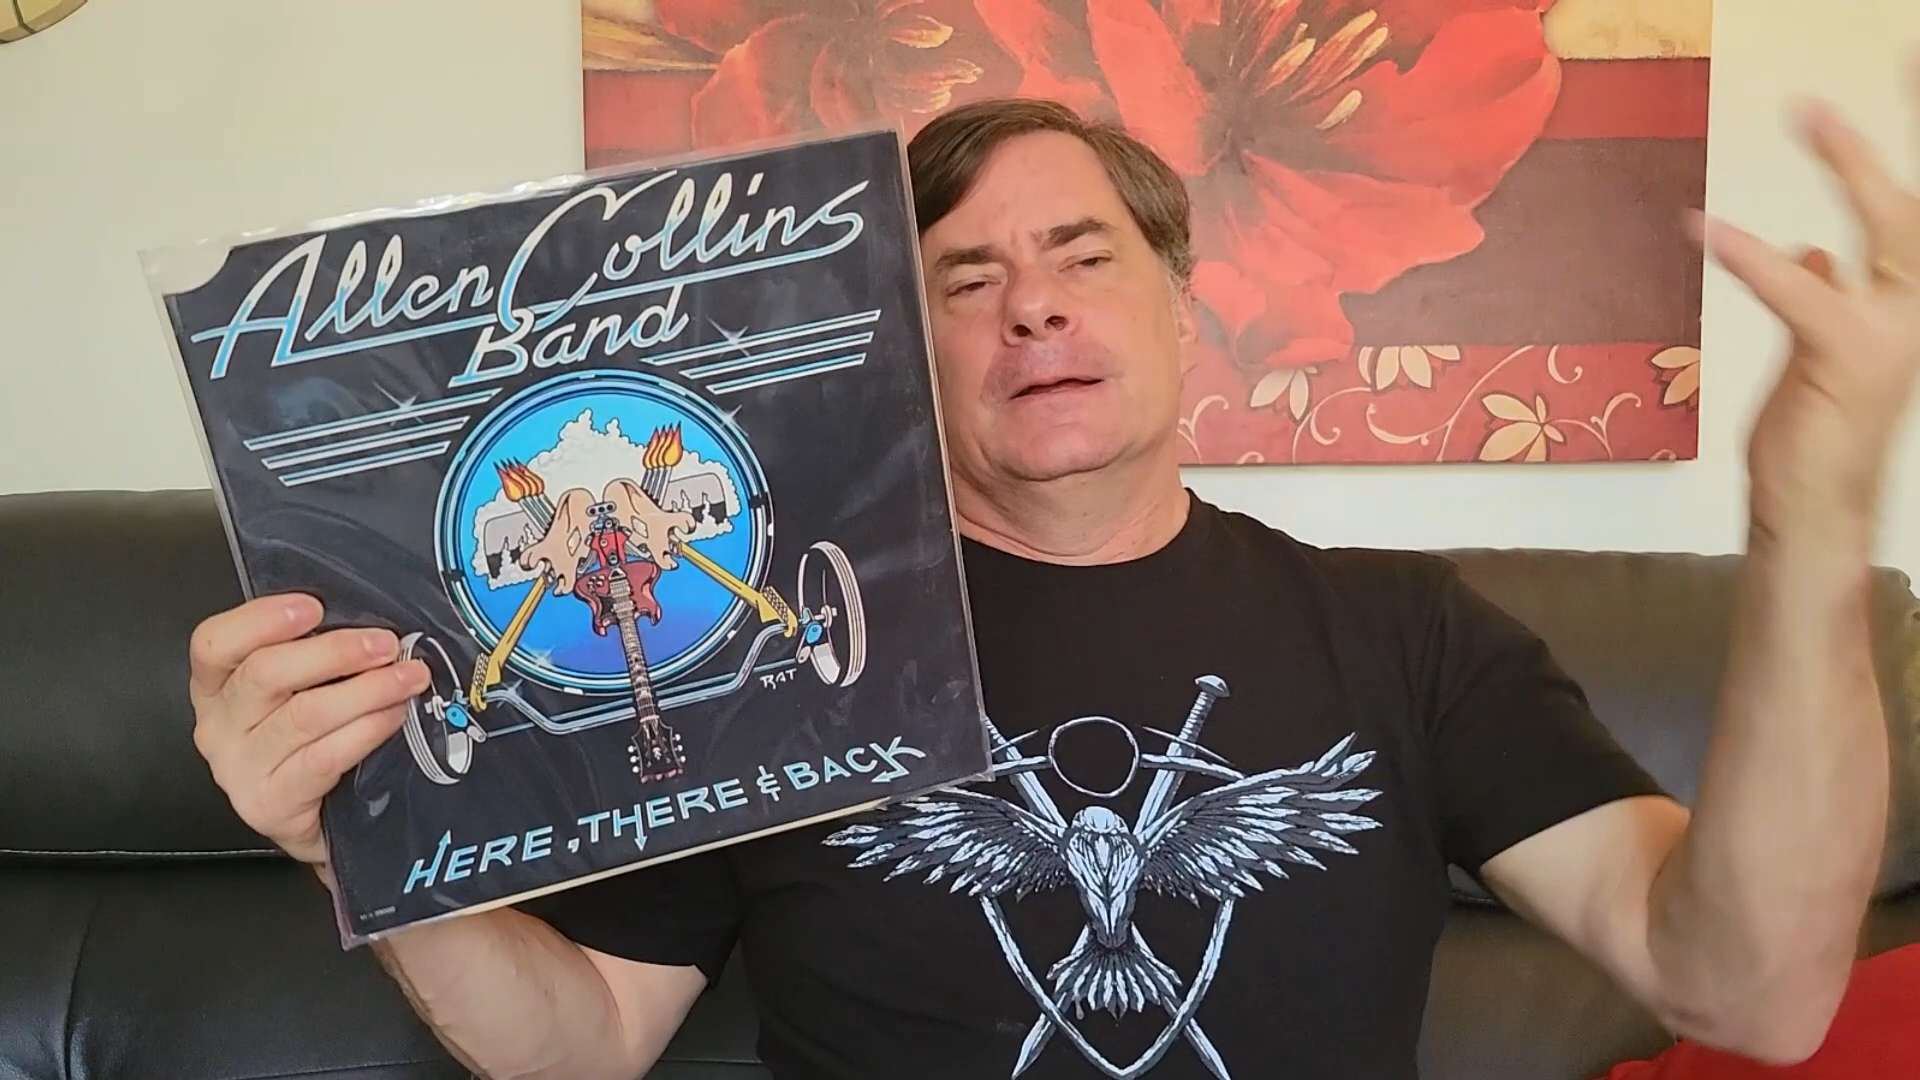 Allen Collins
Band
RAT
HERE, THERE & BACK